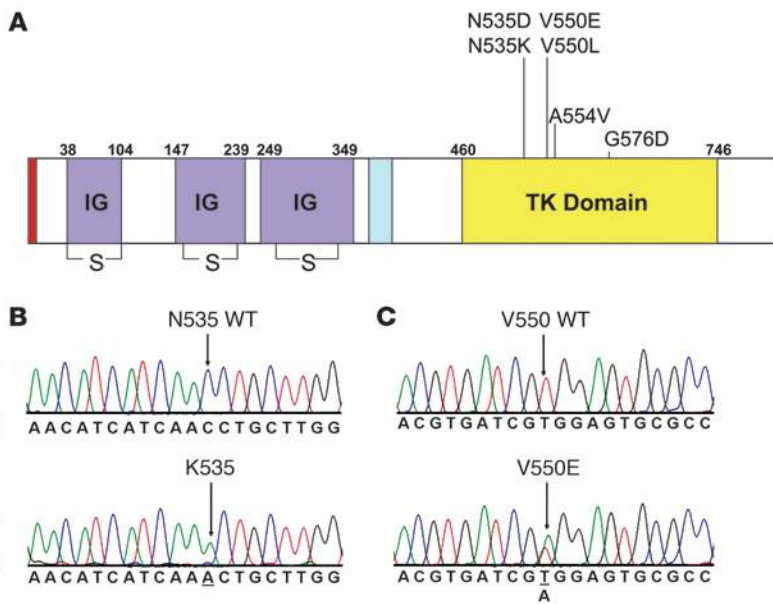 A
N535D V550E
N535K V550L
A554V
G576D
38 104 147 239 249 349 460 746
IG IG IG TK Domain
S S S
B
N535 WT
AACATCATCAACCTGCTTGG
K535
AACATCATCAAACTGCTTGG
C
V550 WT
ACGTGATCGTGGAGTGCGCC
V550E
ACGTGATCGTGGAGTGCGCC
A